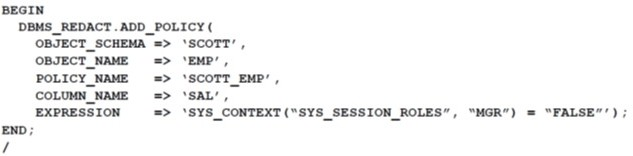 BEGIN
DBMS_REDACT.ADD_POLICY(
OBJECT_SCHEMA => ‘SCOTT’,
OBJECT_NAME => ‘EMP’,
POLICY_NAME => ‘SCOTT_EMP’,
COLUMN_NAME => ‘SAL’,
EXPRESSION => ‘SYS_CONTEXT(“SYS_SESSION_ROLES”, “MGR”) = “FALSE”’);
END;
/